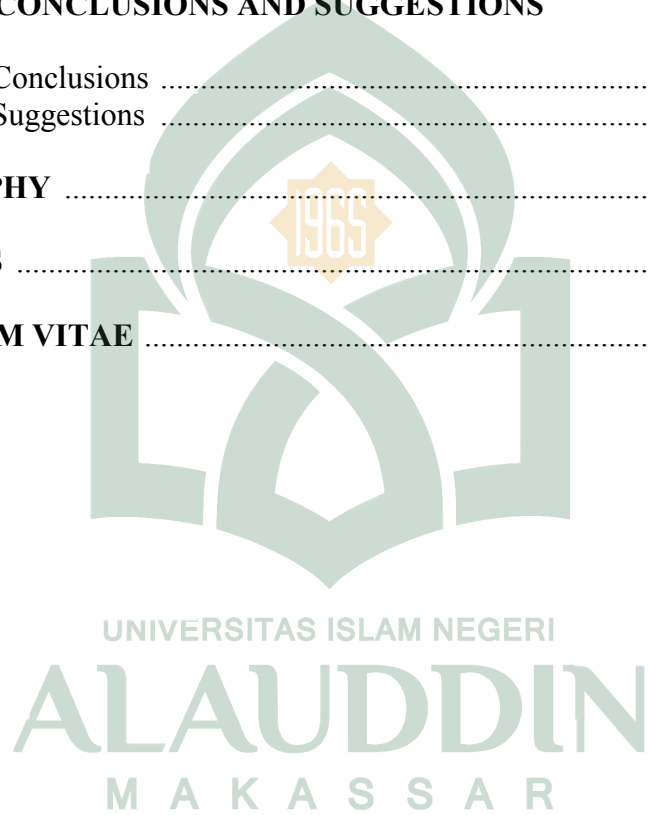 CONCLUSIONS AND SUGGESTIONS
Conclusions ....................................................................
Suggestions ....................................................................
PHY ...................................................................................
1965
S ..........................................................................................
M VITAE .........................................................................
UNIVERSITAS ISLAM NEGERI
ALAUDDIN
MAKASSAR